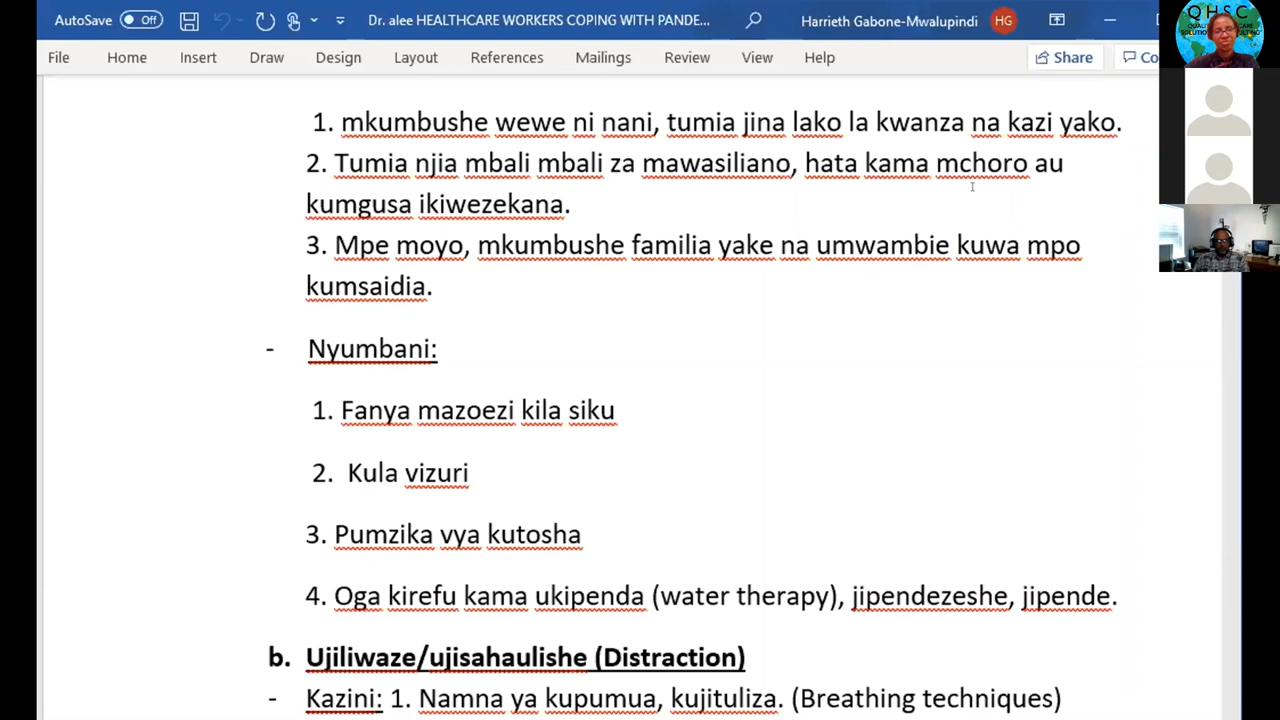 AutoSave Off Dr. alee HEALTHCARE WORKERS COPING WITH PANDE... Harrieth Gabone-Mwalupindi HG
File Home Insert Draw Design Layout References Mailings Review View Help Share Co
QHSC
1. mkumbushe wewe ni nani, tumia jina lako la kwanza na kazi yako.
2. Tumia njia mbali mbali za mawasiliano, hata kama mchoro au
kumgusa ikiwezekana.
3. Mpe moyo, mkumbushe familia yake na umwambie kuwa mpo
kumsaidia.
- Nyumbani:
1. Fanya mazoezi kila siku
2. Kula vizuri
3. Pumzika vya kutosha
4. Oga kirefu kama ukipenda (water therapy), jipendezeshe, jipende.
b. Ujiliwaze/ujisahaulishe (Distraction)
- Kazini: 1. Namna ya kupumua, kujituliza. (Breathing techniques)